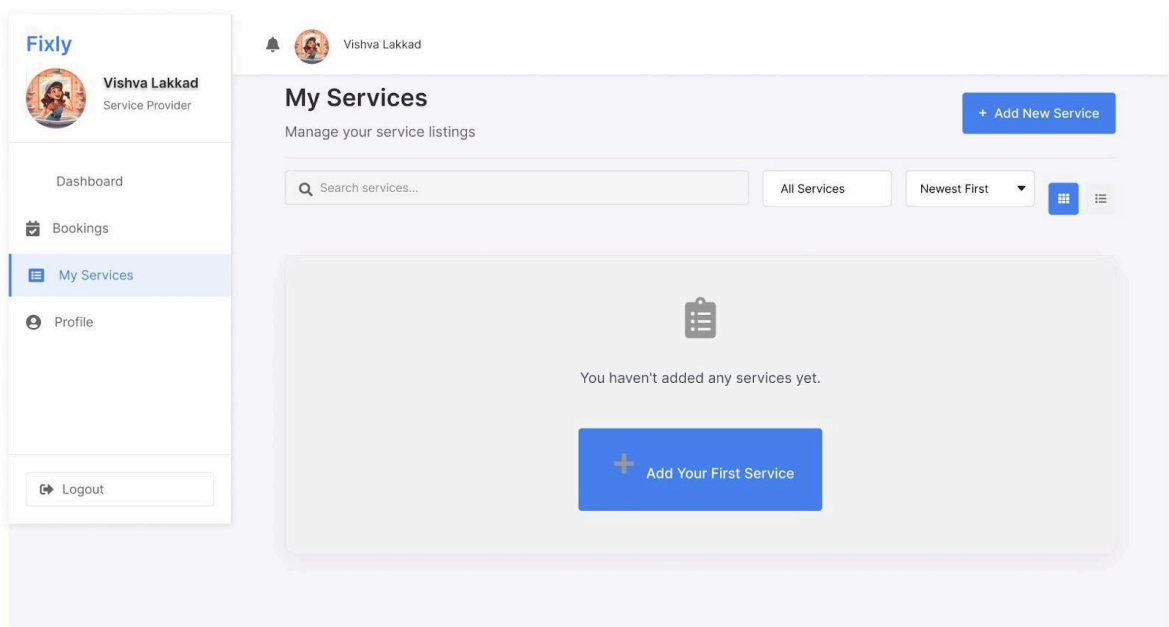 Fixly
Vishva Lakkad
Service Provider
Dashboard
Bookings
My Services
Profile
Logout
Vishva Lakkad
My Services
Manage your service listings
+ Add New Service
Search services...
All Services
Newest First
You haven't added any services yet.
+ Add Your First Service